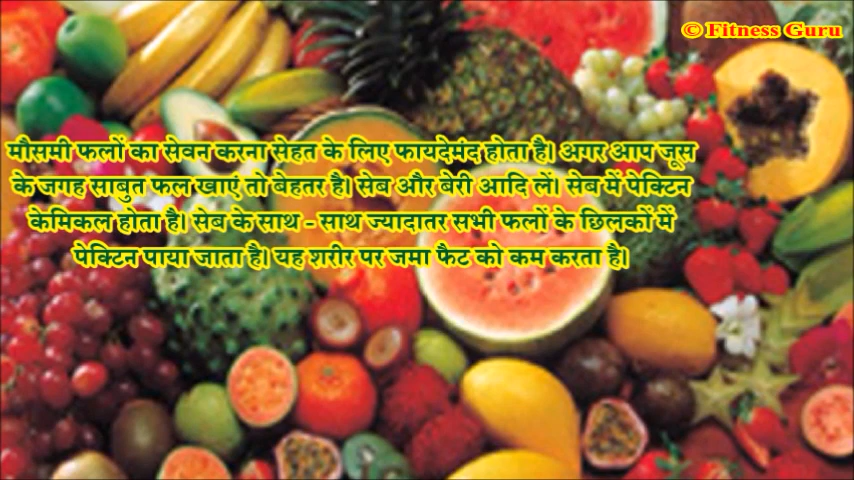 © Fitness Guru
मौसमी फलों का सेवन करना सेहत के लिए फायदेमंद होता है। अगर आप जूस
के जगह साबुत फल खाएं तो बेहतर है। सेब और बेरी आदि लें। सेब में पेक्टिन
केमिकल होता है। सेब के साथ - साथ ज्यादातर सभी फलों के छिलकों में
पेक्टिन पाया जाता है। यह शरीर पर जमा फैट को कम करता है।